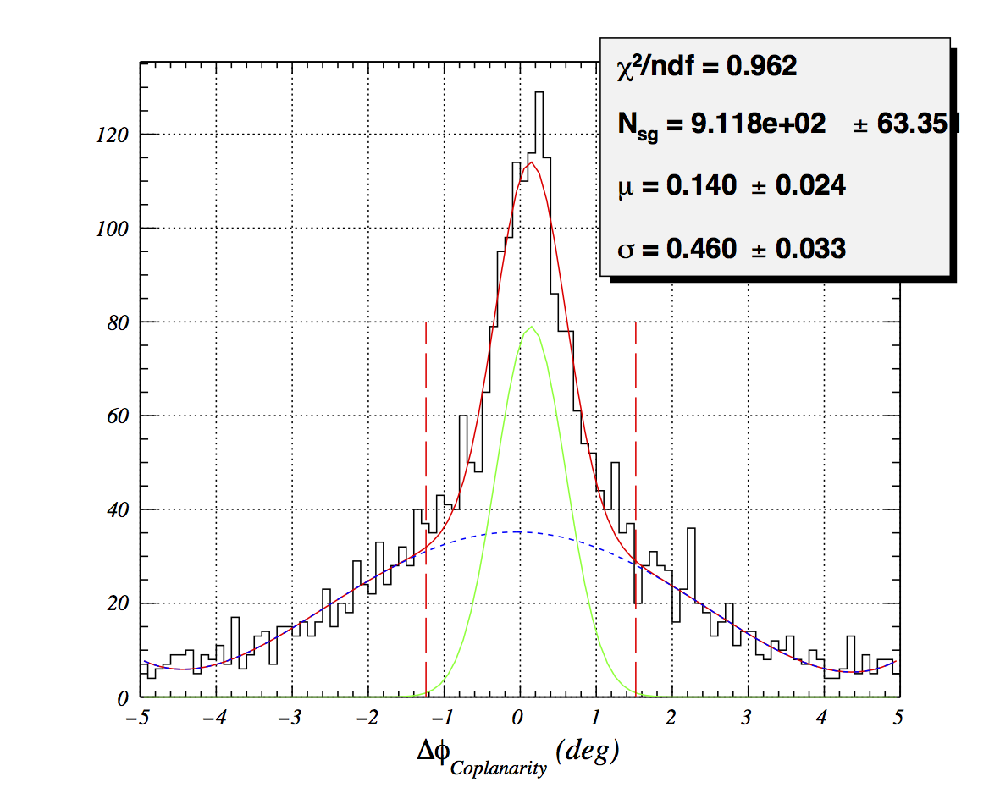 χ²/ndf = 0.962
N_sg = 9.118e+02 ± 63.351
μ = 0.140 ± 0.024
σ = 0.460 ± 0.033
120
100
80
60
40
20
0
−5 −4 −3 −2 −1 0 1 2 3 4 5
Δϕ_Coplanarity (deg)